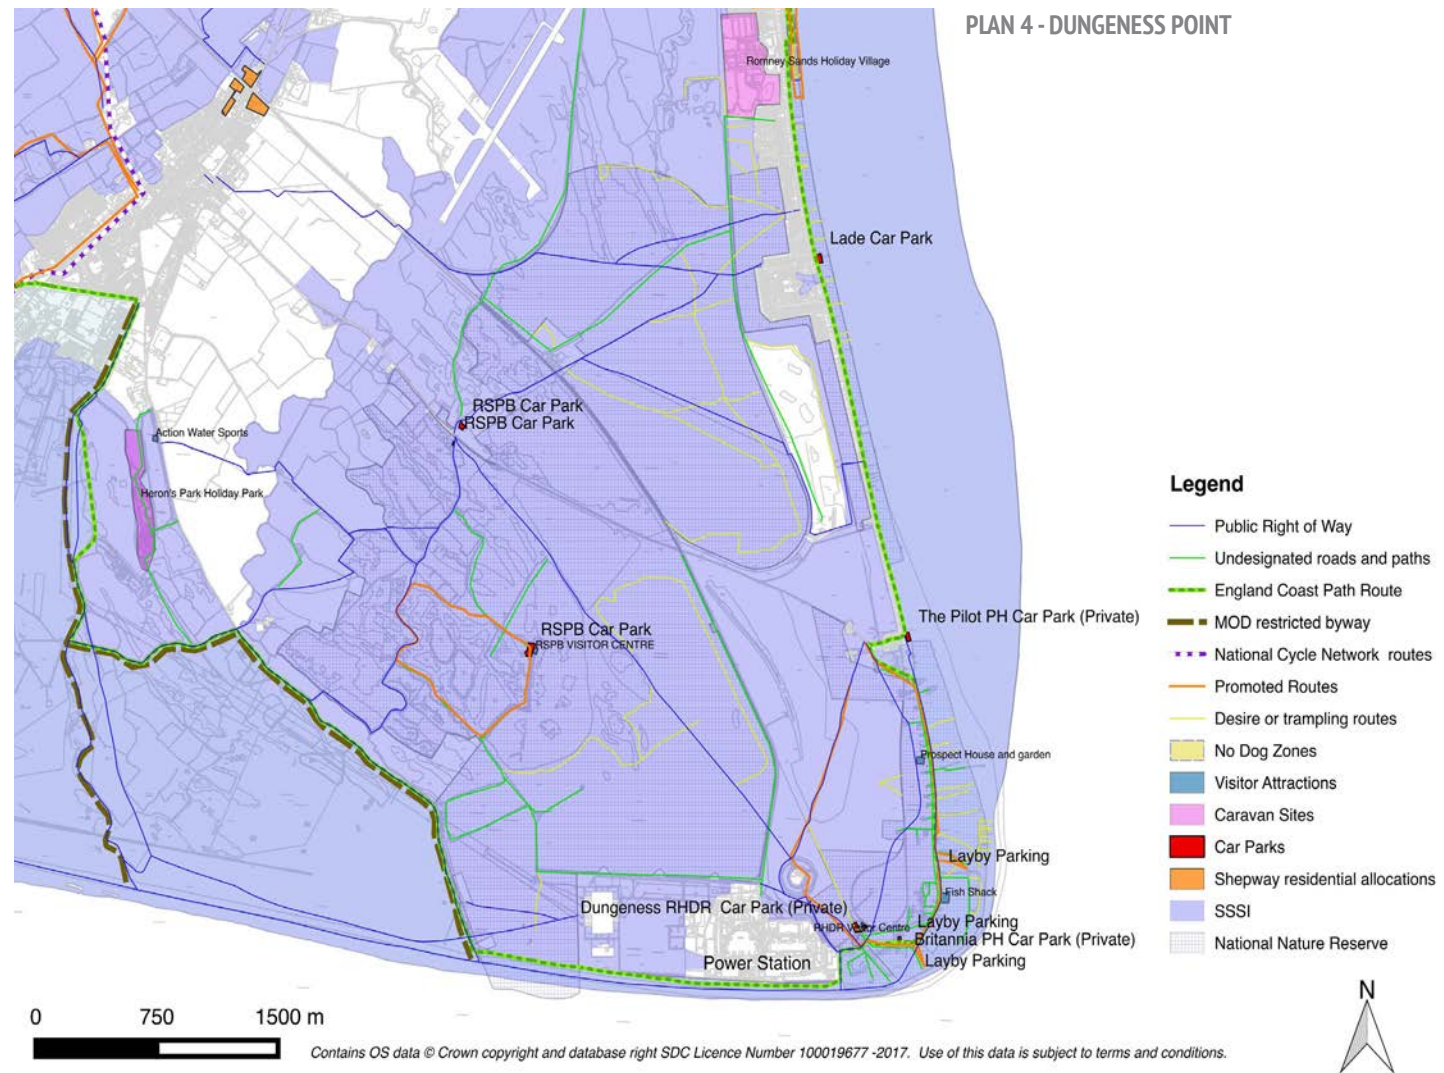 PLAN 4 - DUNGENESS POINT
Romney Sands Holiday Village
Lade Car Park
RSPB Car Park
RSPB Car Park
Action Water Sports
Heron's Park Holiday Park
The Pilot PH Car Park (Private)
RSPB Car Park
RSPB VISITOR CENTRE
Prospect House and garden
Layby Parking
Fish Shack
Dungeness RHDR Car Park (Private)
Layby Parking
RHDR Visitor Centre
Britannia PH Car Park (Private)
Power Station
Layby Parking
Legend
Public Right of Way
Undesignated roads and paths
England Coast Path Route
MOD restricted byway
National Cycle Network routes
Promoted Routes
Desire or trampling routes
No Dog Zones
Visitor Attractions
Caravan Sites
Car Parks
Shepway residential allocations
SSSI
National Nature Reserve
N
0 750 1500 m
Contains OS data © Crown copyright and database right SDC Licence Number 100019677 -2017. Use of this data is subject to terms and conditions.